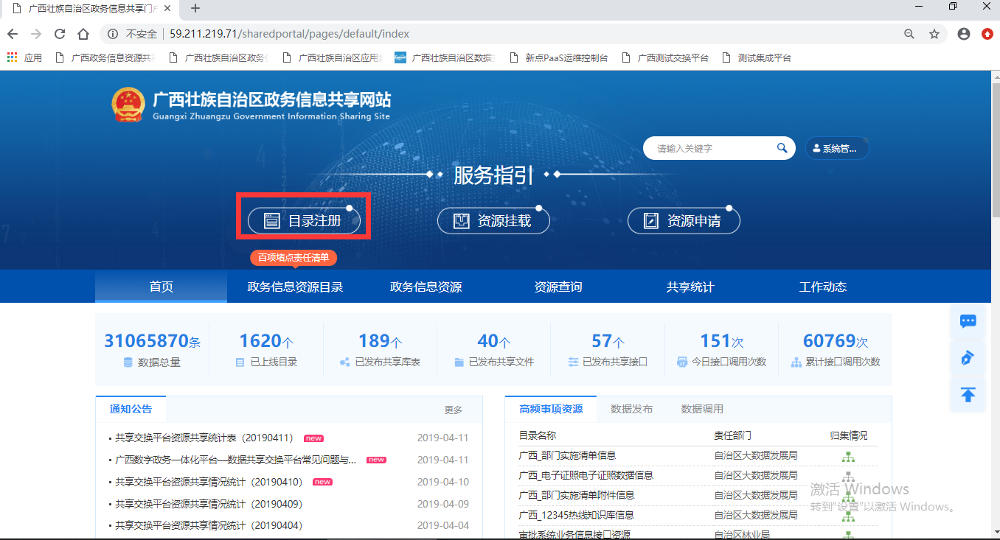 广西壮族自治区政务信息共享门户
不安全 59.211.219.71/sharedportal/pages/default/index
应用 广西政务信息资源共享 广西壮族自治区政务 广西壮族自治区应用 广西壮族自治区数据 新点PaaS运维控制台 广西测试交换平台 测试集成平台
广西壮族自治区政务信息共享网站
Guangxi Zhuangzu Government Information Sharing Site
请输入关键字 系统管...
服务指引
目录注册 资源挂载 资源申请
百项堵点责任清单
首页 政务信息资源目录 政务信息资源 资源查询 共享统计 工作动态
31065870条 1620个 189个 40个 57个 151次 60769次
数据总量 已上线目录 已发布共享库表 已发布共享文件 已发布共享接口 今日接口调用次数 累计接口调用次数
通知公告 更多
共享交换平台资源共享统计表（20190411） new 2019-04-11
广西数字政务一体化平台—数据共享交换平台常见问题与... new 2019-04-11
共享交换平台资源共享情况统计（20190410） new 2019-04-10
共享交换平台资源共享情况统计（20190409） 2019-04-09
共享交换平台资源共享情况统计（20190404） 2019-04-04
高频事项资源 数据发布 数据调用
目录名称 责任部门 归集情况
广西_部门实施清单信息 自治区大数据发展局
广西_电子证照电子证照数据信息 自治区大数据发展局
广西_部门实施清单附件信息 自治区大数据发展局
广西_12345热线知识库信息 自治区大数据发展局
审批系统业务信息接口资源 自治区林业局
激活 Windows
转到“设置”以激活 Windows。